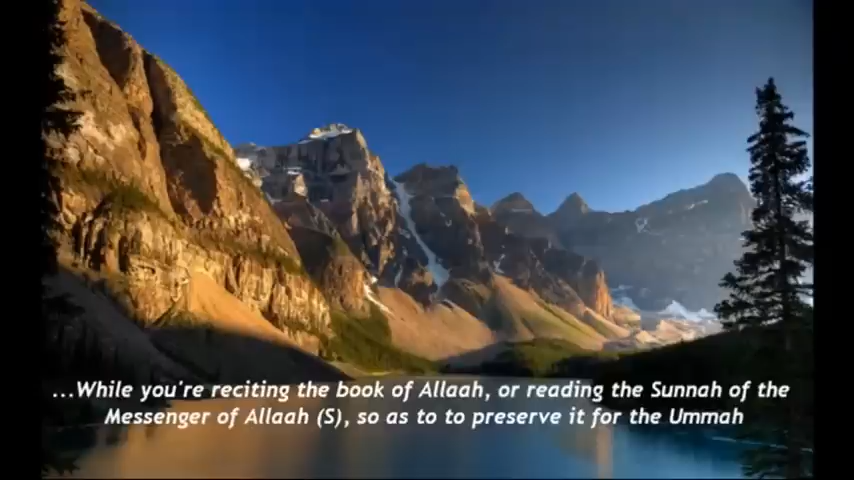 ...While you're reciting the book of Allaah, or reading the Sunnah of the
Messenger of Allaah (S), so as to to preserve it for the Ummah